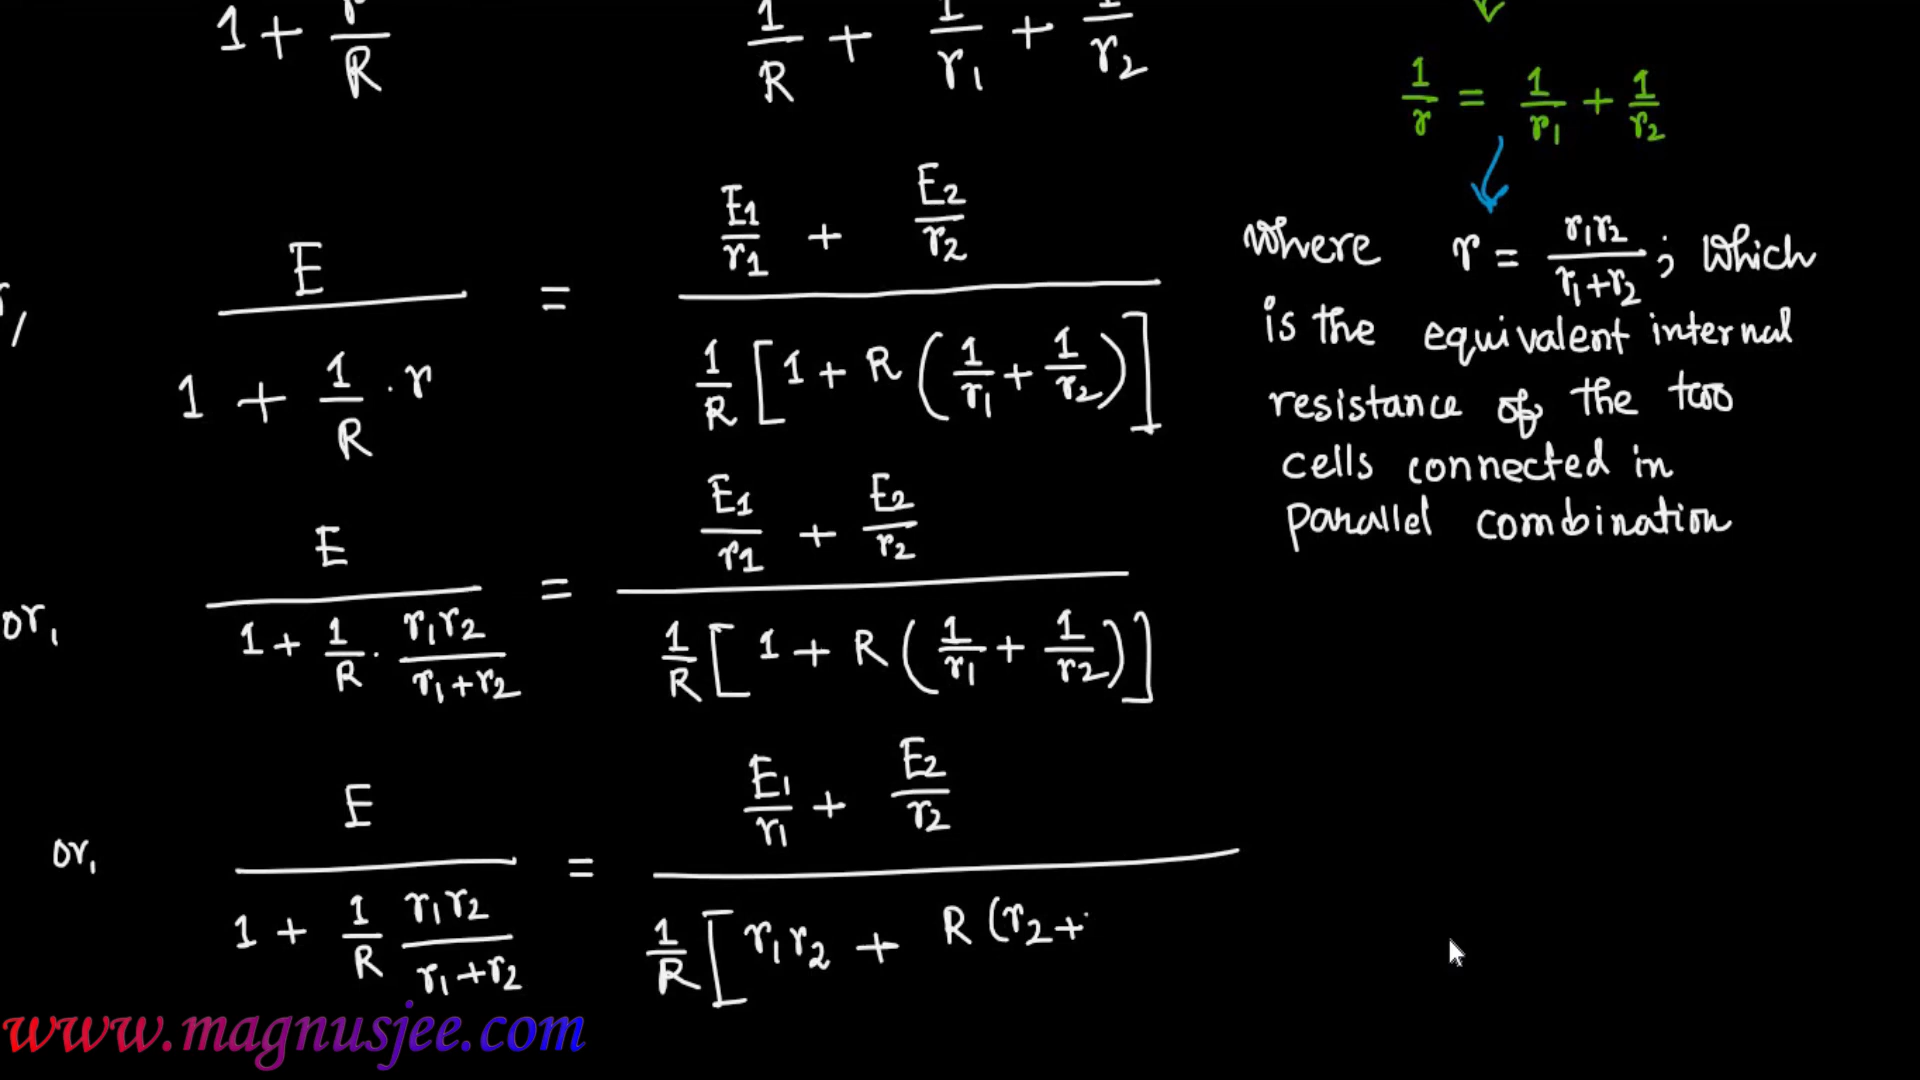 1 + r/R    1/R + 1/r₁ + 1/r₂
1/r = 1/r₁ + 1/r₂
E/(1 + 1/R · r) = (E₁/r₁ + E₂/r₂)/(1/R [1 + R (1/r₁ + 1/r₂)])
where r = r₁r₂/(r₁+r₂); which
is the equivalent internal
resistance of the two
cells connected in
parallel combination
or, E/(1 + 1/R · r₁r₂/(r₁+r₂)) = (E₁/r₁ + E₂/r₂)/(1/R [1 + R (1/r₁ + 1/r₂)])
or, E/(1 + 1/R r₁r₂/(r₁+r₂)) = (E₁/r₁ + E₂/r₂)/(1/R [r₁r₂ + R (r₂+
www.magnusjee.com